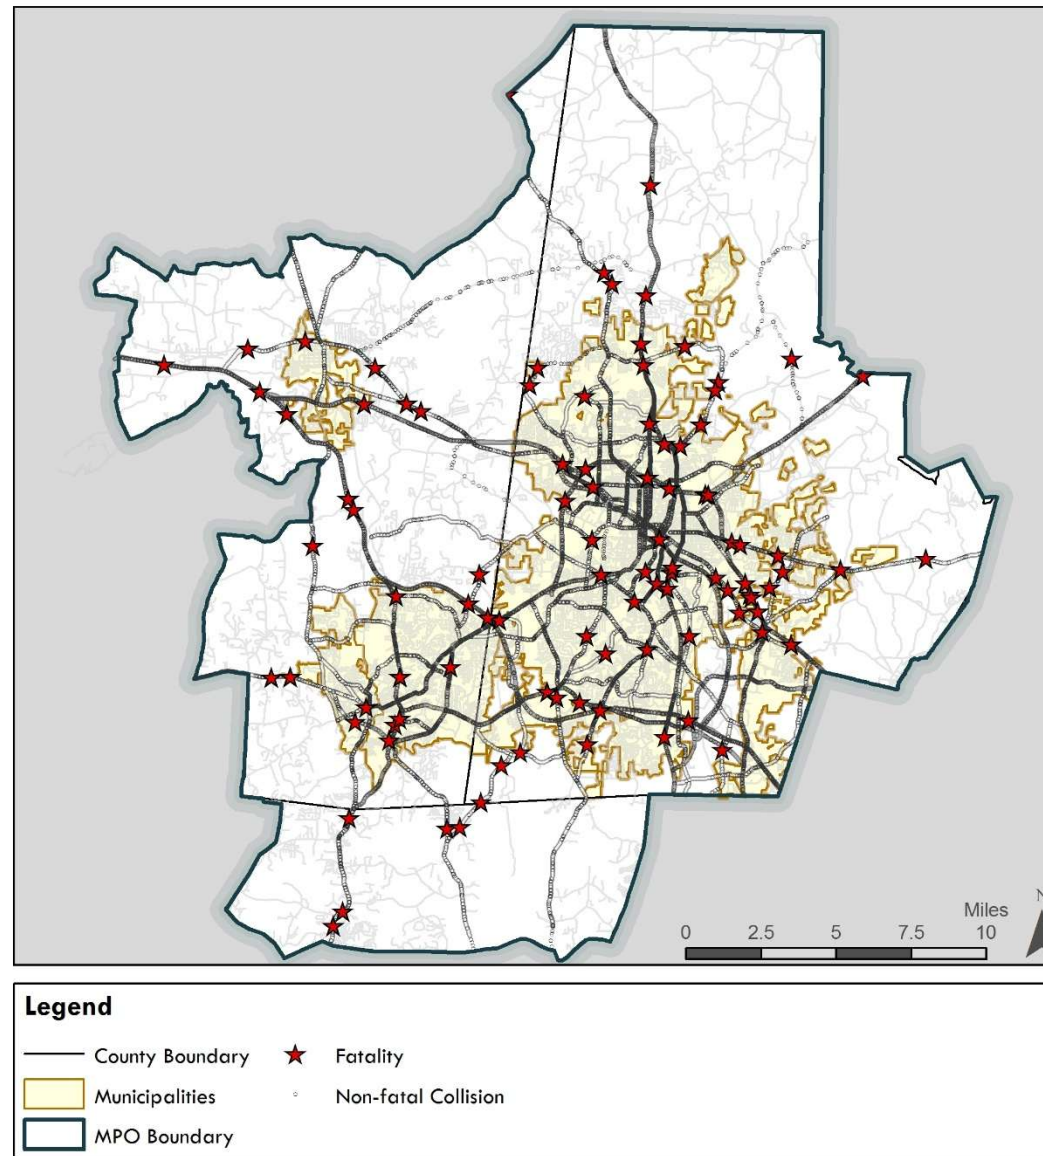 N
Miles
0 2.5 5 7.5 10
Legend
County Boundary
Fatality
Municipalities
Non-fatal Collision
MPO Boundary